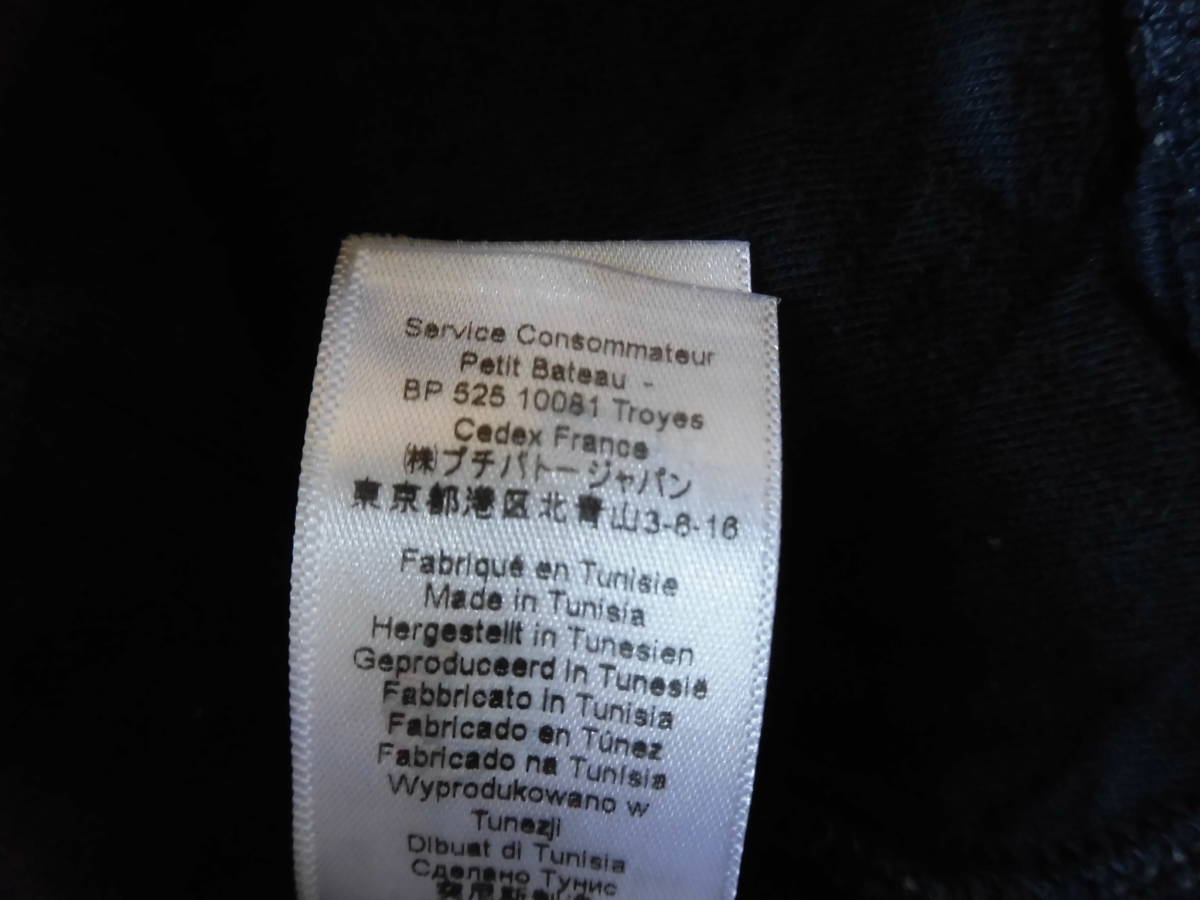 Service Consommateur
Petit Bateau -
BP 525 10081 Troyes
Cedex France
㈱プチバトー ジャパン
東京都港区北青山3-6-16
Fabriqué en Tunisie
Made in Tunisia
Hergestellt in Tunesien
Geproduceerd in Tunesië
Fabbricato in Tunisia
Fabricado en Túnez
Fabricado na Tunisia
Wyprodukowano w
Tunezji
Dibuat di Tunisia
Сделано Тунис